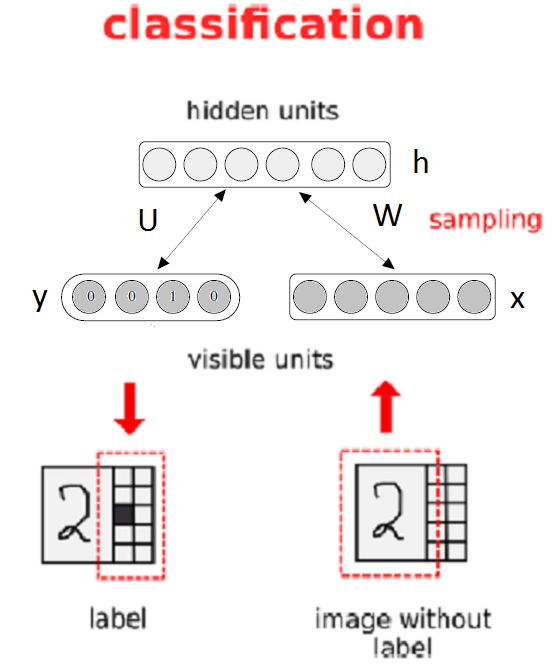 classification
hidden units
h
U
W
sampling
y
0 0 1 0
x
visible units
2
2
label
image without
label